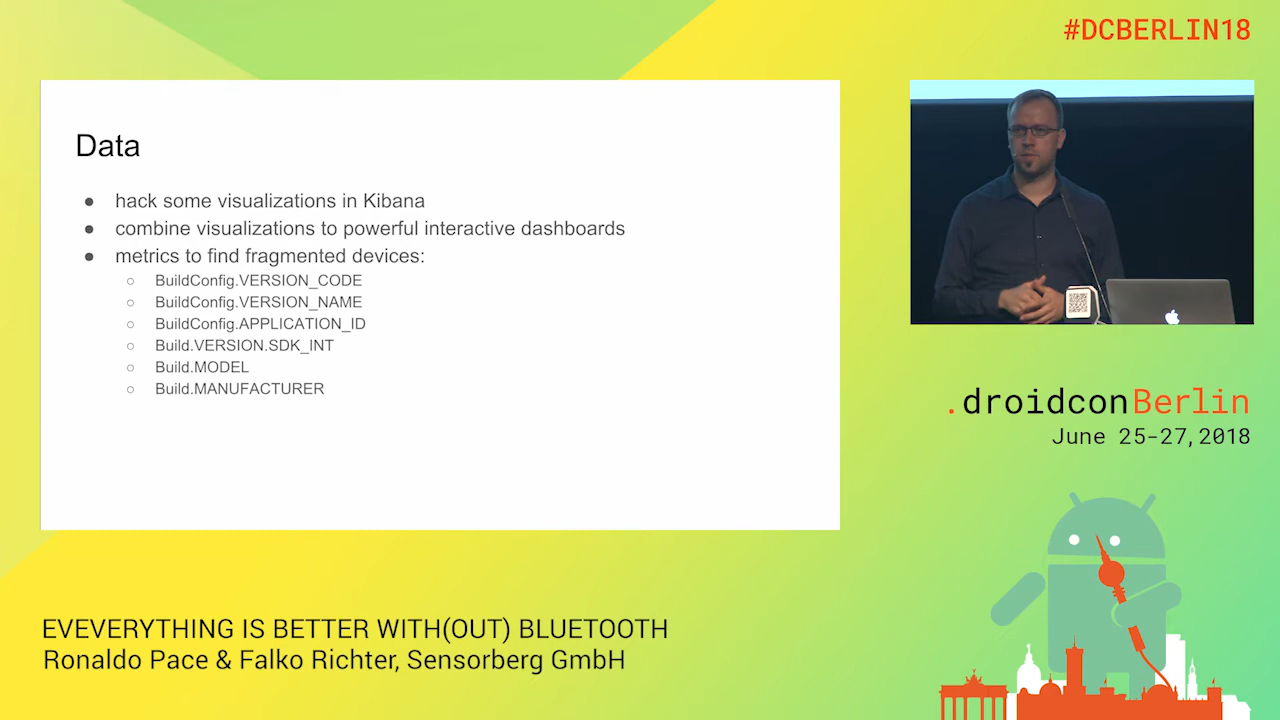 #DCBERLIN18
Data
● hack some visualizations in Kibana
● combine visualizations to powerful interactive dashboards
● metrics to find fragmented devices:
○ BuildConfig.VERSION_CODE
○ BuildConfig.VERSION_NAME
○ BuildConfig.APPLICATION_ID
○ Build.VERSION.SDK_INT
○ Build.MODEL
○ Build.MANUFACTURER
.droidconBerlin
June 25-27,2018
EVEVERYTHING IS BETTER WITH(OUT) BLUETOOTH
Ronaldo Pace & Falko Richter, Sensorberg GmbH